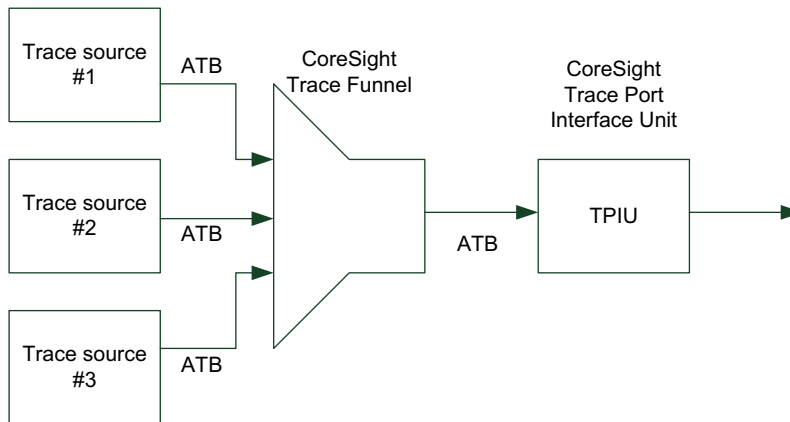 Trace source
#1
ATB
CoreSight
Trace Funnel
CoreSight
Trace Port
Interface Unit
Trace source
#2
ATB
ATB
TPIU
Trace source
#3
ATB